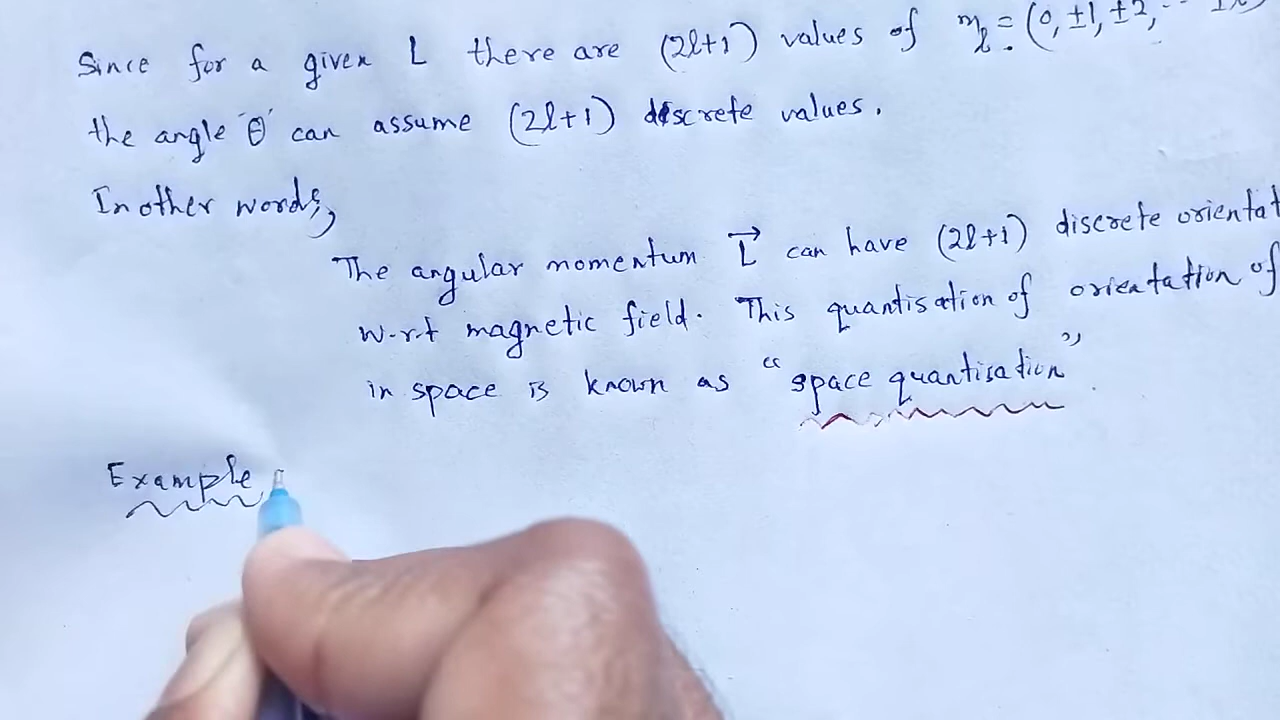 Since for a given L there are (2l+1) values of m_l = (0, ±1, ±2, ··· ±l)
the angle 'θ' can assume (2l+1) discrete values.
In other words,
The angular momentum L⃗ can have (2l+1) discrete orientat
w.r.t magnetic field. This quantisation of orientation of
in space is known as "space quantisation".
Example